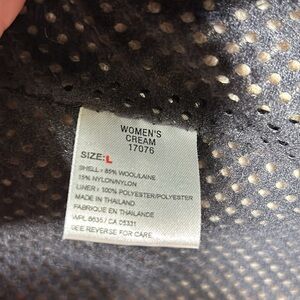 WOMEN'S
CREAM
17076
SIZE: L
SHELL: 85% WOOL/LAINE
15% NYLON/NYLON
LINER: 100% POLYESTER/POLYESTER
MADE IN THAILAND
FABRIQUE EN THAILANDE
WPL 8635 / CA 05331
SEE REVERSE FOR CARE